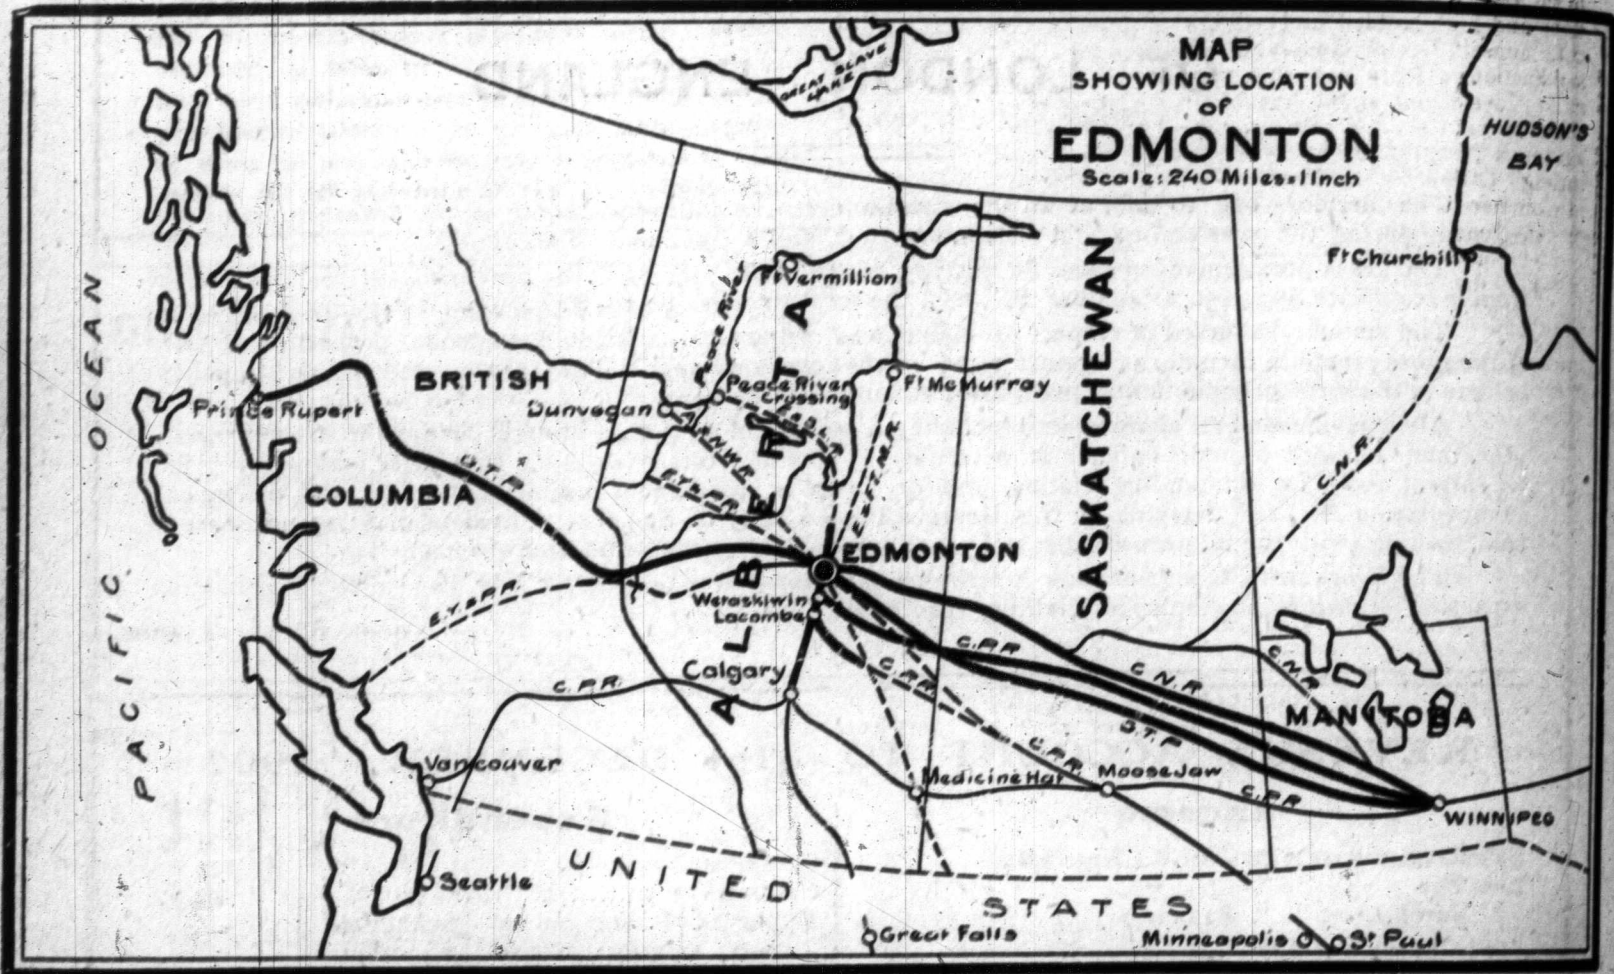 MAP
SHOWING LOCATION
of
EDMONTON
Scale:240 Miles=1Inch
GREAT SLAVE
LAKE
HUDSON'S
BAY
PACIFIC OCEAN
BRITISH
COLUMBIA
ALBERTA
SASKATCHEWAN
MANITOBA
Ft Churchill
Ft Vermillion
Peace River
Peace River
Crossing
Dunvegan
Ft McMurray
Prince Rupert
G.T.P.
E.Y&P.R.
E.Y&P.R.
C.N.R.
EDMONTON
Wetaskiwin
Lacombe
Calgary
C.P.R.
C.P.R.
C.P.R.
C.P.R.
C.N.R.
C.N.R.
G.T.P.
C.P.R.
Vancouver
Medicine Hat
Moose Jaw
WINNIPEG
Seattle
UNITED STATES
Great Falls
Minneapolis
St Paul